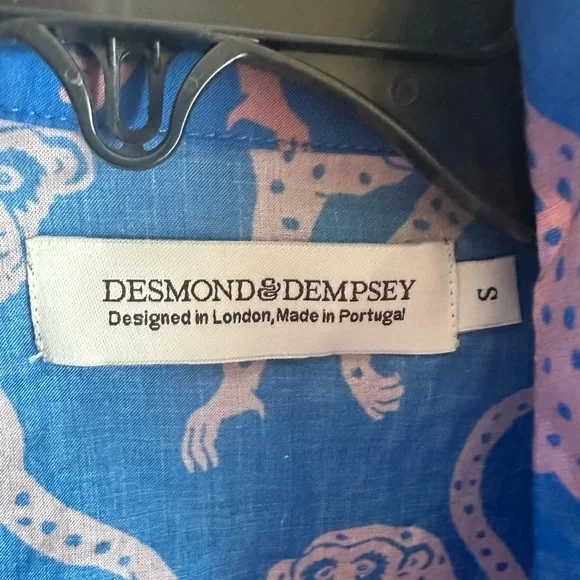 DESMOND & DEMPSEY
Designed in London, Made in Portugal
S